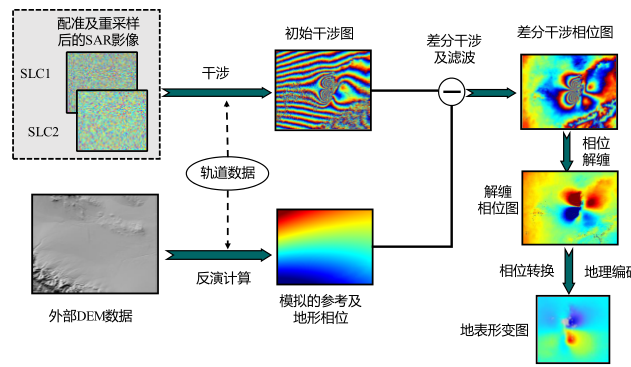 配准及重采样
后的SAR影像
SLC1
SLC2
干涉
初始干涉图
差分干涉
及滤波
差分干涉相位图
轨道数据
相位
解缠
解缠
相位图
反演计算
外部DEM数据
模拟的参考及
地形相位
相位转换
地理编码
地表形变图